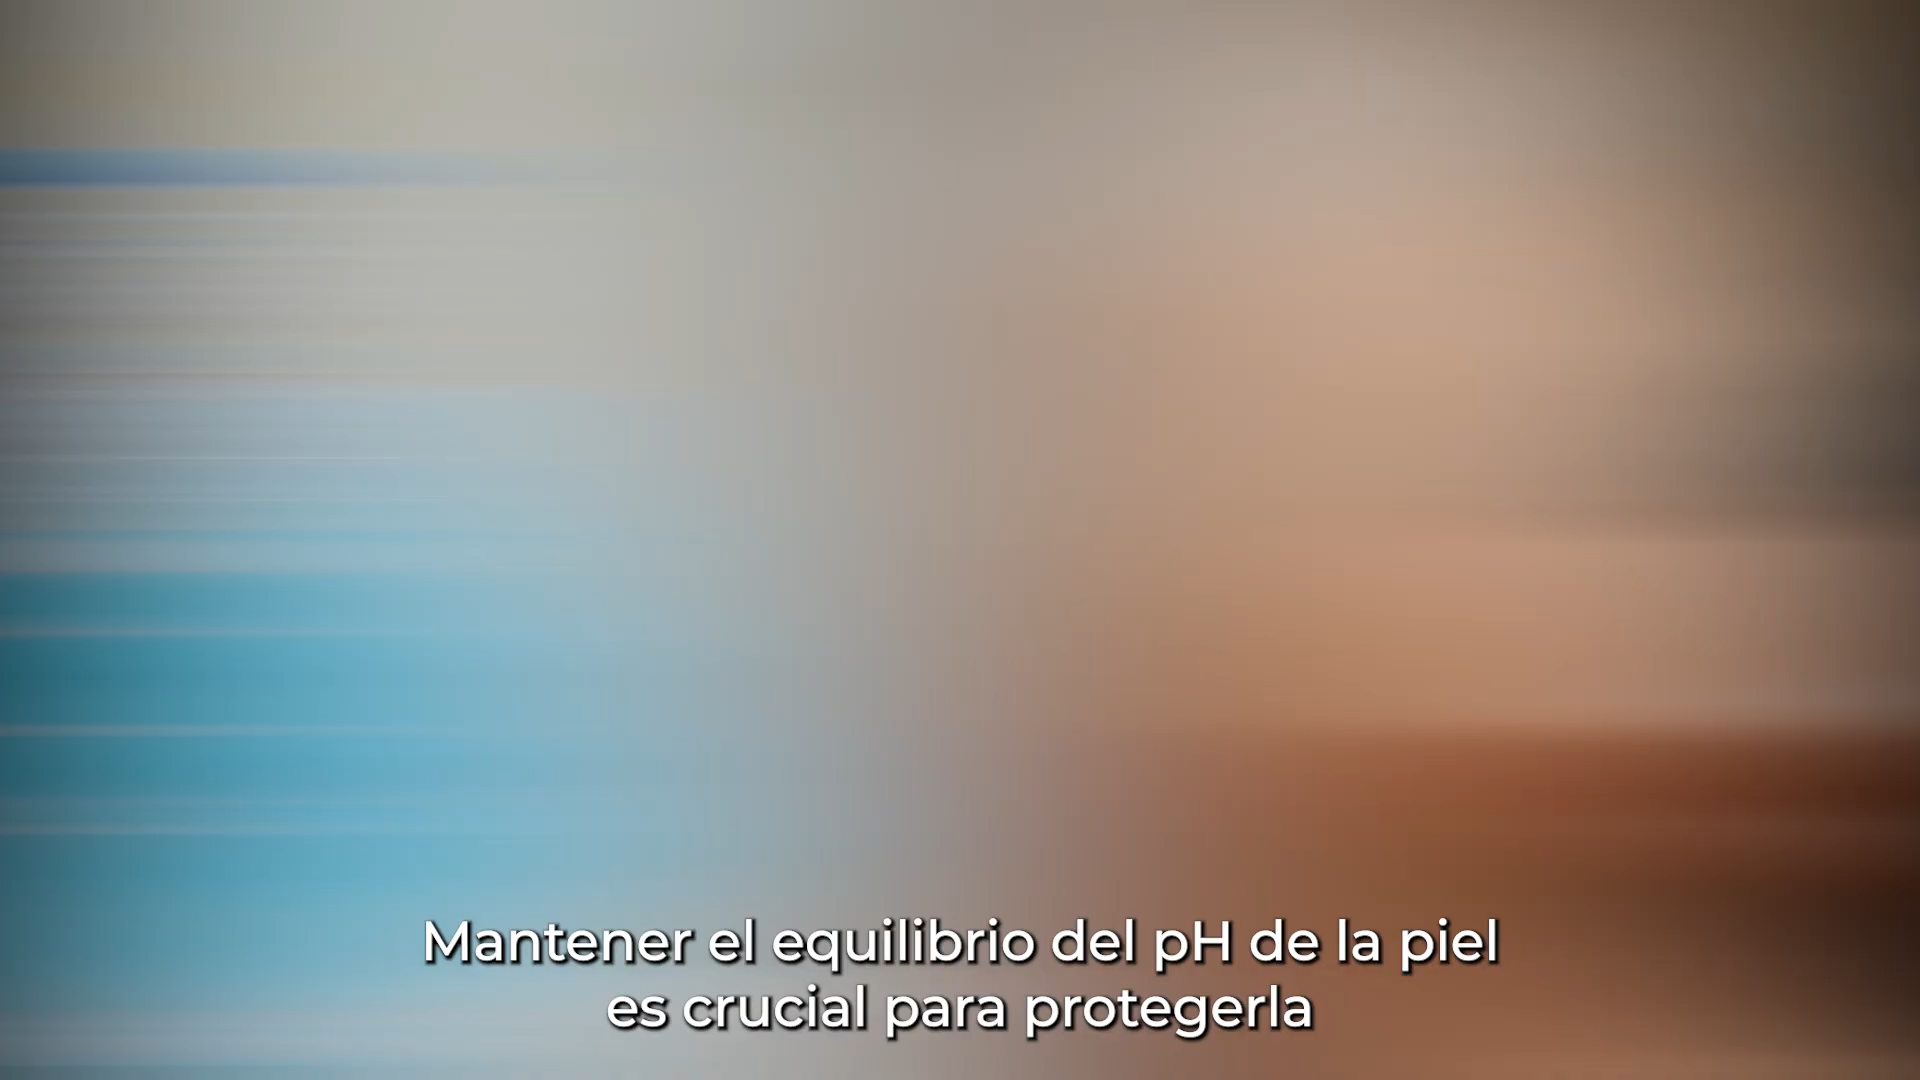 Mantener el equilibrio del pH de la piel
es crucial para protegerla